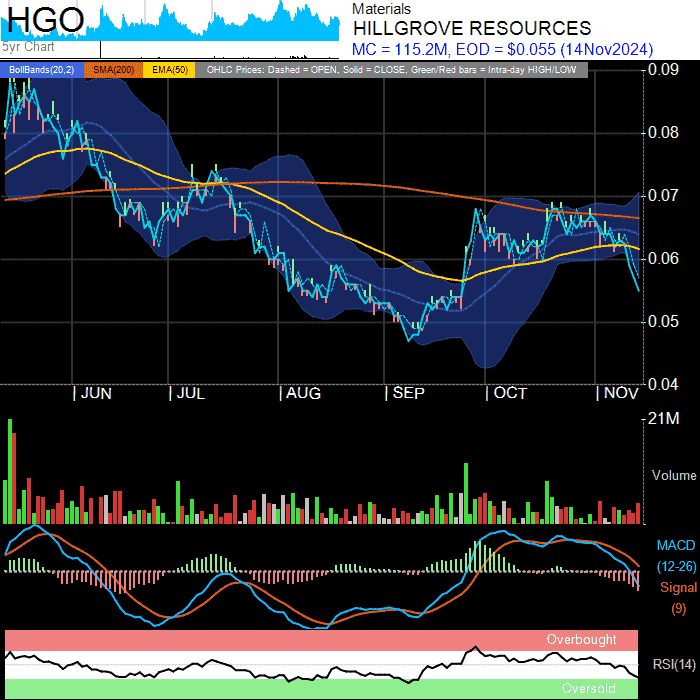 HGO
Materials
HILLGROVE RESOURCES
5yr Chart
MC = 115.2M, EOD = $0.055 (14Nov2024)
BollBands(20,2) SMA(200) EMA(50) OHLC Prices: Dashed = OPEN, Solid = CLOSE, Green/Red bars = Intra-day HIGH/LOW
0.09
0.08
0.07
0.06
0.05
0.04
JUN JUL AUG SEP OCT NOV
21M
Volume
MACD
(12-26)
Signal
(9)
Overbought
RSI(14)
Oversold